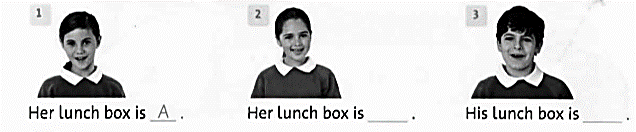 1
2
3
Her lunch box is A .
Her lunch box is ____ .
His lunch box is ____ .